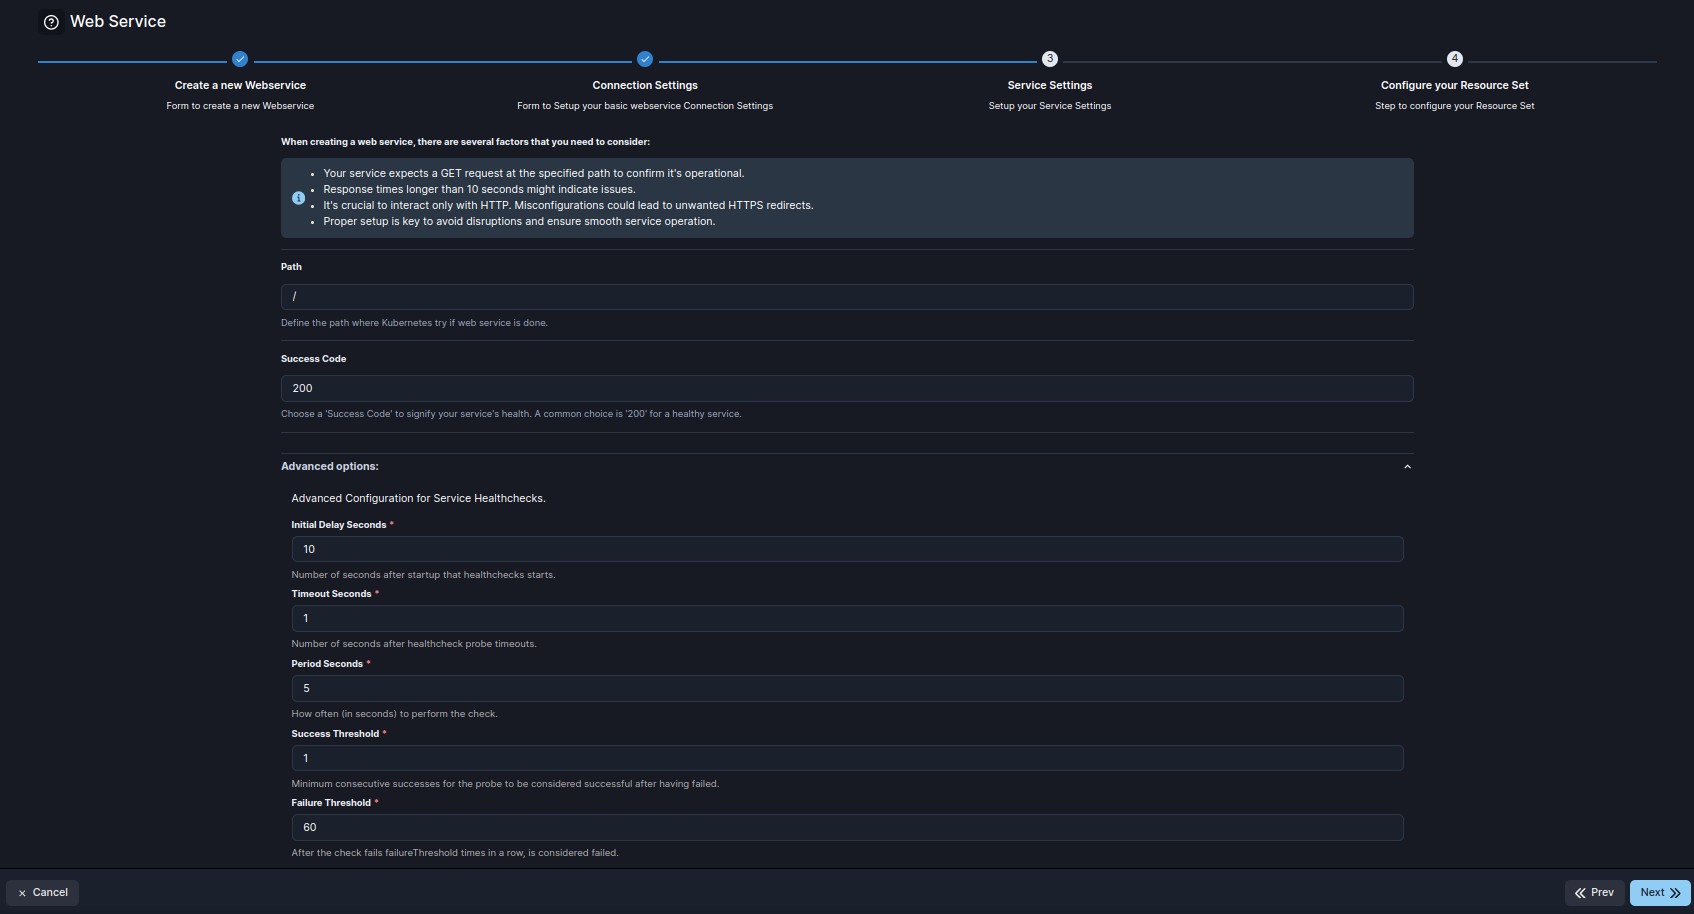 Web Service
3
4
Create a new Webservice
Connection Settings
Service Settings
Configure your Resource Set
Form to create a new Webservice
Form to Setup your basic webservice Connection Settings
Setup your Service Settings
Step to configure your Resource Set
When creating a web service, there are several factors that you need to consider:
• Your service expects a GET request at the specified path to confirm it's operational.
• Response times longer than 10 seconds might indicate issues.
• It's crucial to interact only with HTTP. Misconfigurations could lead to unwanted HTTPS redirects.
• Proper setup is key to avoid disruptions and ensure smooth service operation.
Path
/
Define the path where Kubernetes try if web service is done.
Success Code
200
Choose a 'Success Code' to signify your service's health. A common choice is '200' for a healthy service.
Advanced options:
Advanced Configuration for Service Healthchecks.
Initial Delay Seconds *
10
Number of seconds after startup that healthchecks starts.
Timeout Seconds *
1
Number of seconds after healthcheck probe timeouts.
Period Seconds *
5
How often (in seconds) to perform the check.
Success Threshold *
1
Minimum consecutive successes for the probe to be considered successful after having failed.
Failure Threshold *
60
After the check fails failureThreshold times in a row, is considered failed.
Cancel
Prev
Next